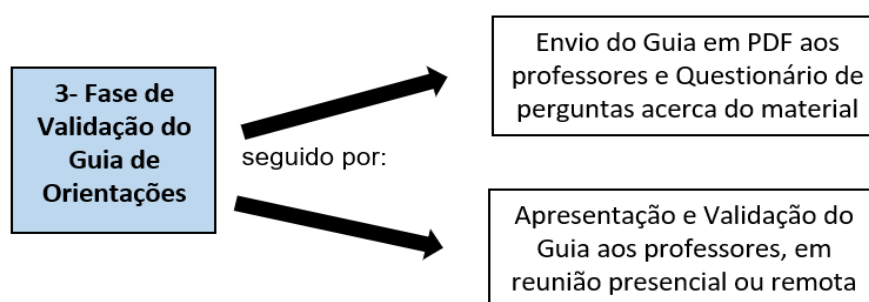 3- Fase de
Validação do
Guia de
Orientações
seguido por:
Envio do Guia em PDF aos
professores e Questionário de
perguntas acerca do material
Apresentação e Validação do
Guia aos professores, em
reunião presencial ou remota